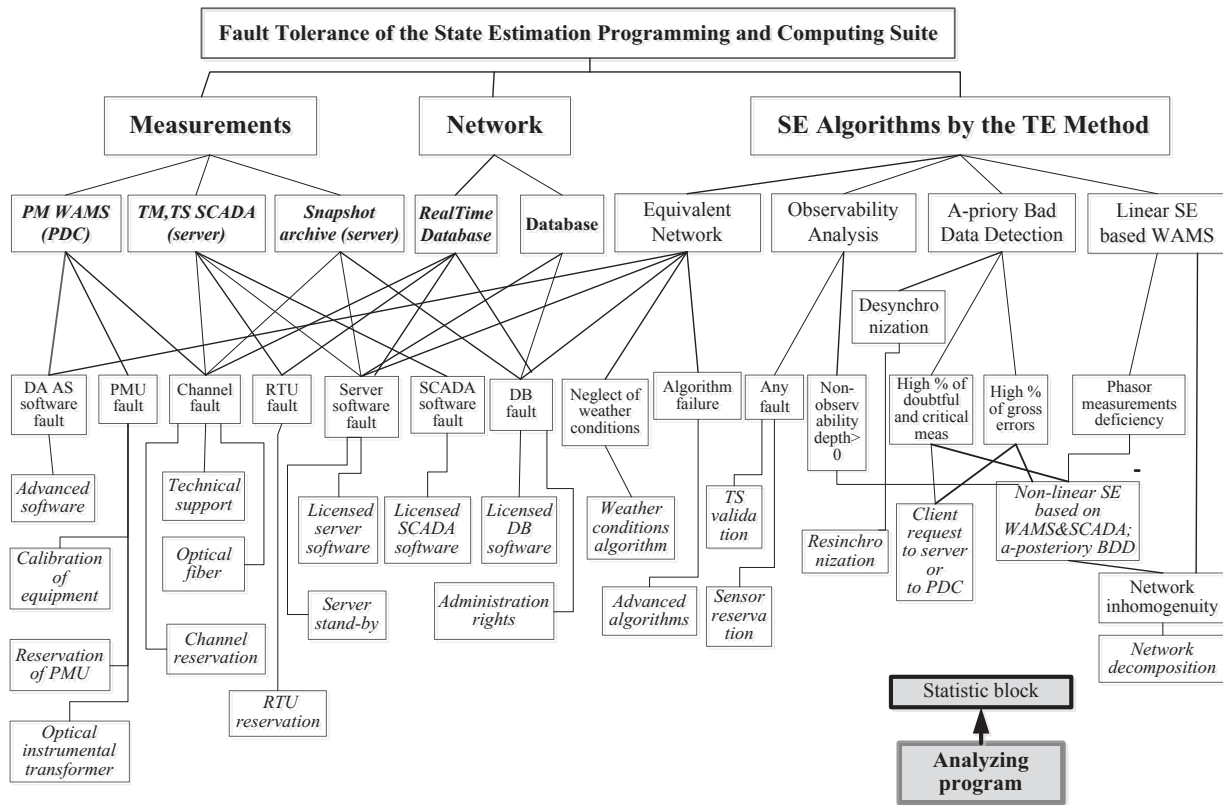 Fault Tolerance of the State Estimation Programming and Computing Suite
Measurements
Network
SE Algorithms by the TE Method
PM WAMS
(PDC)
TM,TS SCADA
(server)
Snapshot
archive (server)
RealTime
Database
Database
Equivalent
Network
Observability
Analysis
A-priory Bad
Data Detection
Linear SE
based WAMS
Desynchro
nization
DA AS
software
fault
PMU
fault
Channel
fault
RTU
fault
Server
software
fault
SCADA
software
fault
DB
fault
Neglect of
weather
conditions
Algorithm
failure
Any
fault
Non-
observ
ability
depth>
0
High % of
doubtful
and critical
meas
High %
of gross
errors
Phasor
measurements
deficiency
Advanced
software
Technical
support
Licensed
server
software
Licensed
SCADA
software
Licensed
DB
software
Weather
conditions
algorithm
TS
valida
tion
Resinchro
nization
Client
request
to server
or
to PDC
Non-linear SE
based on
WAMS&SCADA;
a-posteriory BDD
Calibration
of
equipment
Optical
fiber
Server
stand-by
Administration
rights
Advanced
algorithms
Sensor
reserva
tion
Network
inhomogenuity
Reservation
of PMU
Channel
reservation
Network
decomposition
RTU
reservation
Optical
instrumental
transformer
Statistic block
Analyzing
program